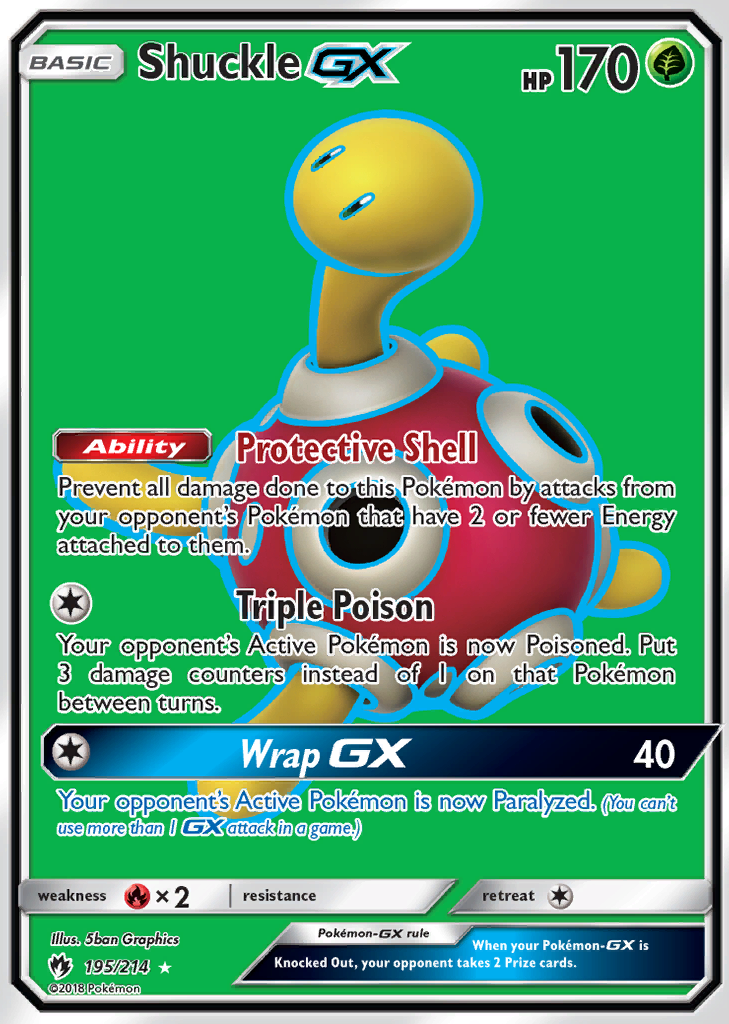 BASIC Shuckle GX HP 170
Ability Protective Shell
Prevent all damage done to this Pokémon by attacks from
your opponent's Pokémon that have 2 or fewer Energy
attached to them.
Triple Poison
Your opponent's Active Pokémon is now Poisoned. Put
3 damage counters instead of 1 on that Pokémon
between turns.
Wrap GX 40
Your opponent's Active Pokémon is now Paralyzed. (You can't
use more than 1 GX attack in a game.)
weakness ×2 resistance retreat
Illus. 5ban Graphics
195/214
©2018 Pokémon
Pokémon-GX rule
When your Pokémon-GX is
Knocked Out, your opponent takes 2 Prize cards.